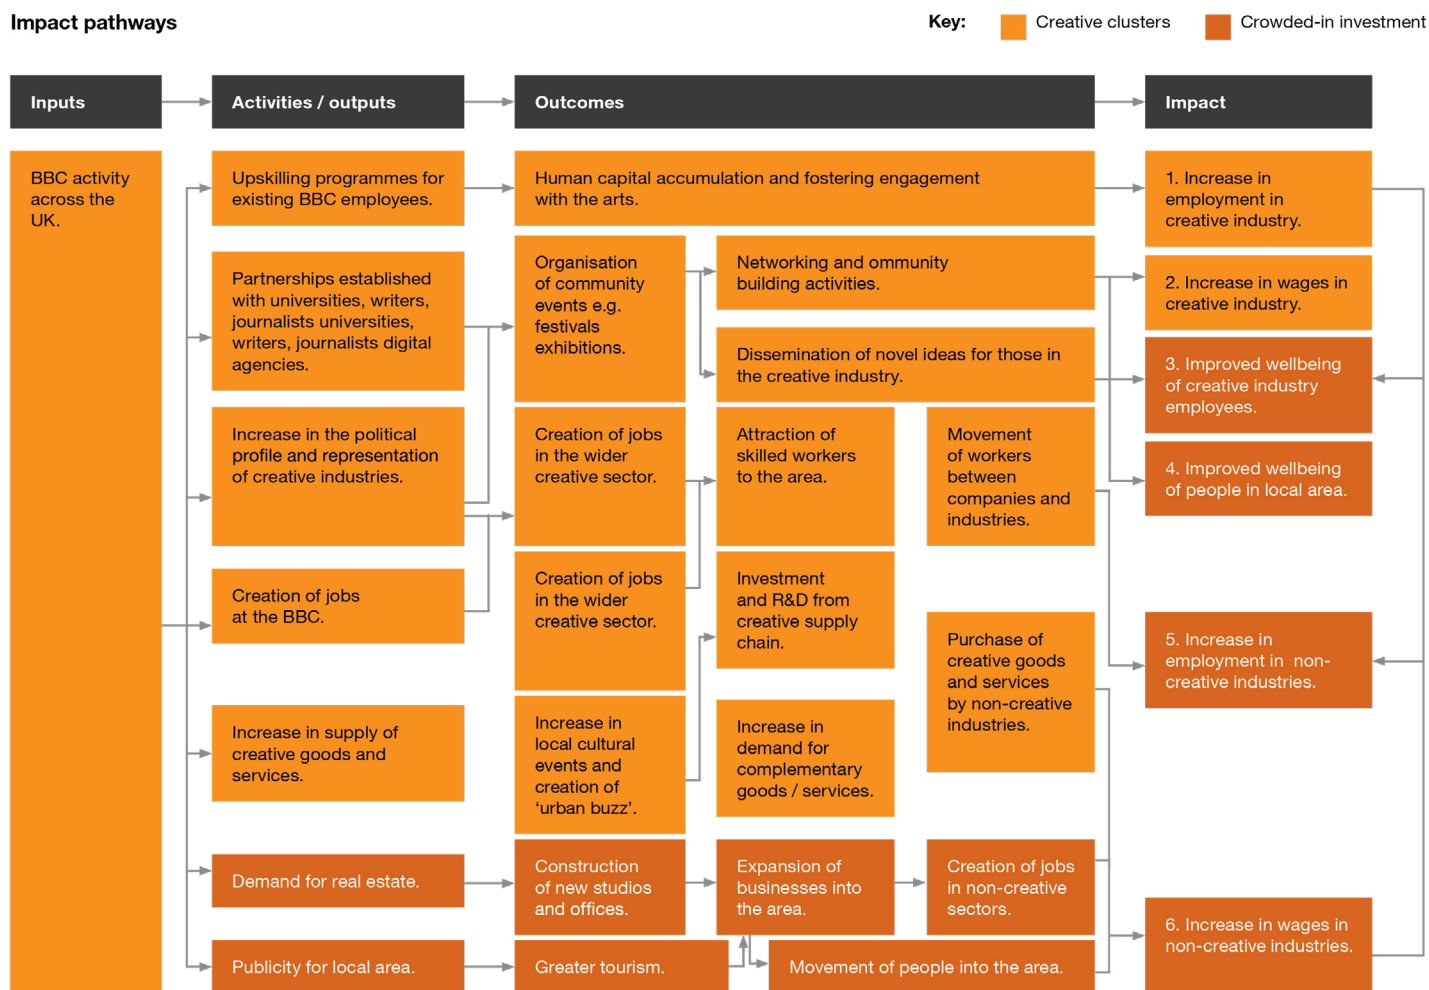 Impact pathways
Key:
Creative clusters
Crowded-in investment
Inputs
Activities / outputs
Outcomes
Impact
BBC activity
across the
UK.
Upskilling programmes for
existing BBC employees.
Partnerships established
with universities, writers,
journalists universities,
writers, journalists digital
agencies.
Increase in the political
profile and representation
of creative industries.
Creation of jobs
at the BBC.
Increase in supply of
creative goods and
services.
Demand for real estate.
Publicity for local area.
Human capital accumulation and fostering engagement
with the arts.
Organisation
of community
events e.g.
festivals
exhibitions.
Networking and ommunity
building activities.
Dissemination of novel ideas for those in
the creative industry.
Creation of jobs
in the wider
creative sector.
Attraction of
skilled workers
to the area.
Movement
of workers
between
companies and
industries.
Creation of jobs
in the wider
creative sector.
Investment
and R&D from
creative supply
chain.
Purchase of
creative goods
and services
by non-creative
industries.
Increase in
local cultural
events and
creation of
‘urban buzz’.
Increase in
demand for
complementary
goods / services.
Construction
of new studios
and offices.
Expansion of
businesses into
the area.
Creation of jobs
in non-creative
sectors.
Greater tourism.
Movement of people into the area.
1. Increase in
employment in
creative industry.
2. Increase in wages in
creative industry.
3. Improved wellbeing
of creative industry
employees.
4. Improved wellbeing
of people in local area.
5. Increase in
employment in non-
creative industries.
6. Increase in wages in
non-creative industries.